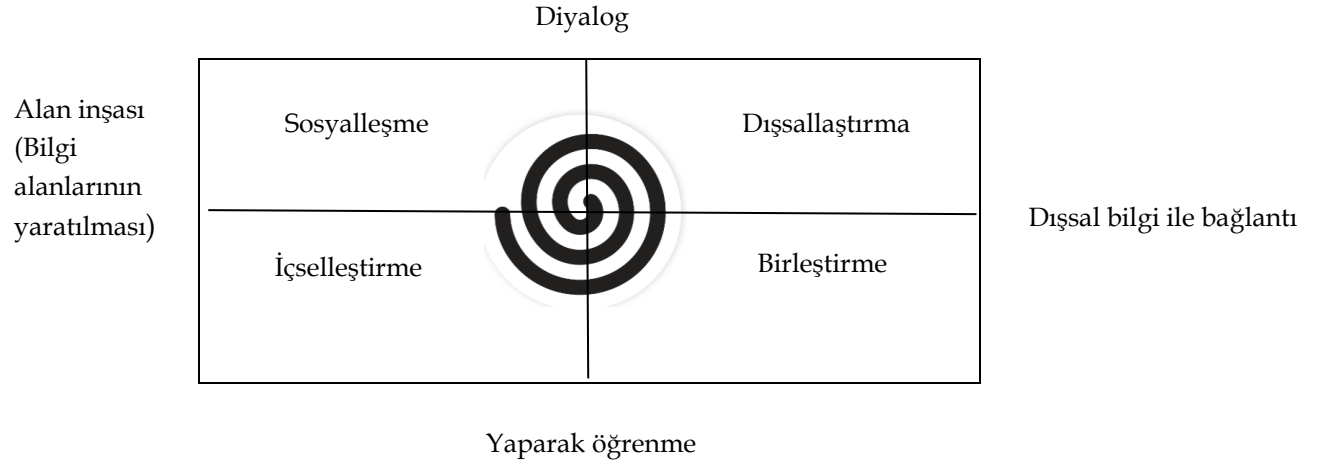 Diyalog
Alan inşası
(Bilgi
alanlarının
yaratılması)
Sosyalleşme
Dışsallaştırma
Dışsal bilgi ile bağlantı
İçselleştirme
Birleştirme
Yaparak öğrenme